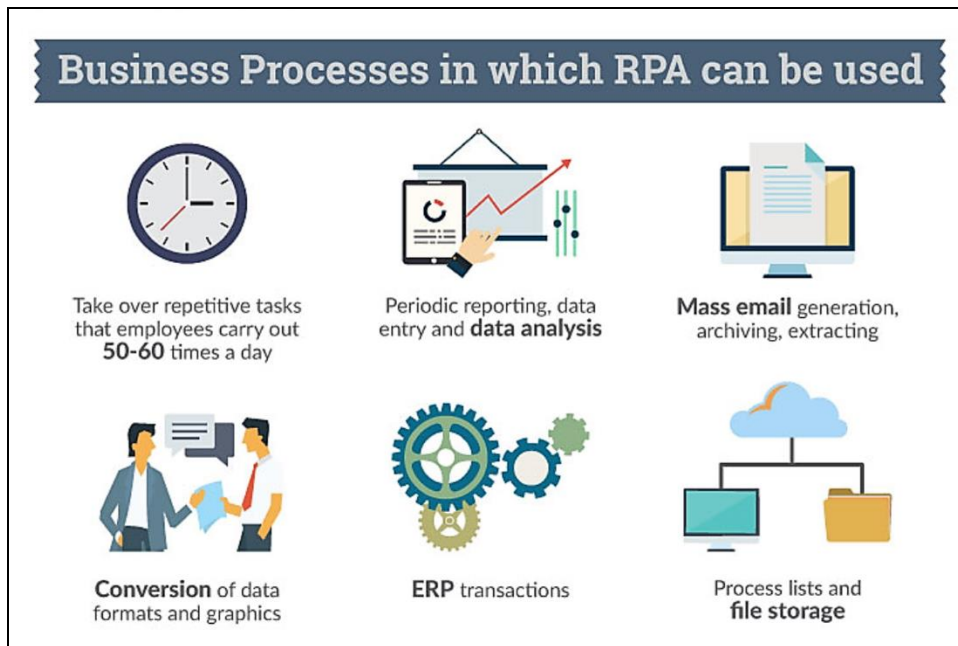 Business Processes in which RPA can be used
Take over repetitive tasks
that employees carry out
50-60 times a day
Periodic reporting, data
entry and data analysis
Mass email generation,
archiving, extracting
Conversion of data
formats and graphics
ERP transactions
Process lists and
file storage